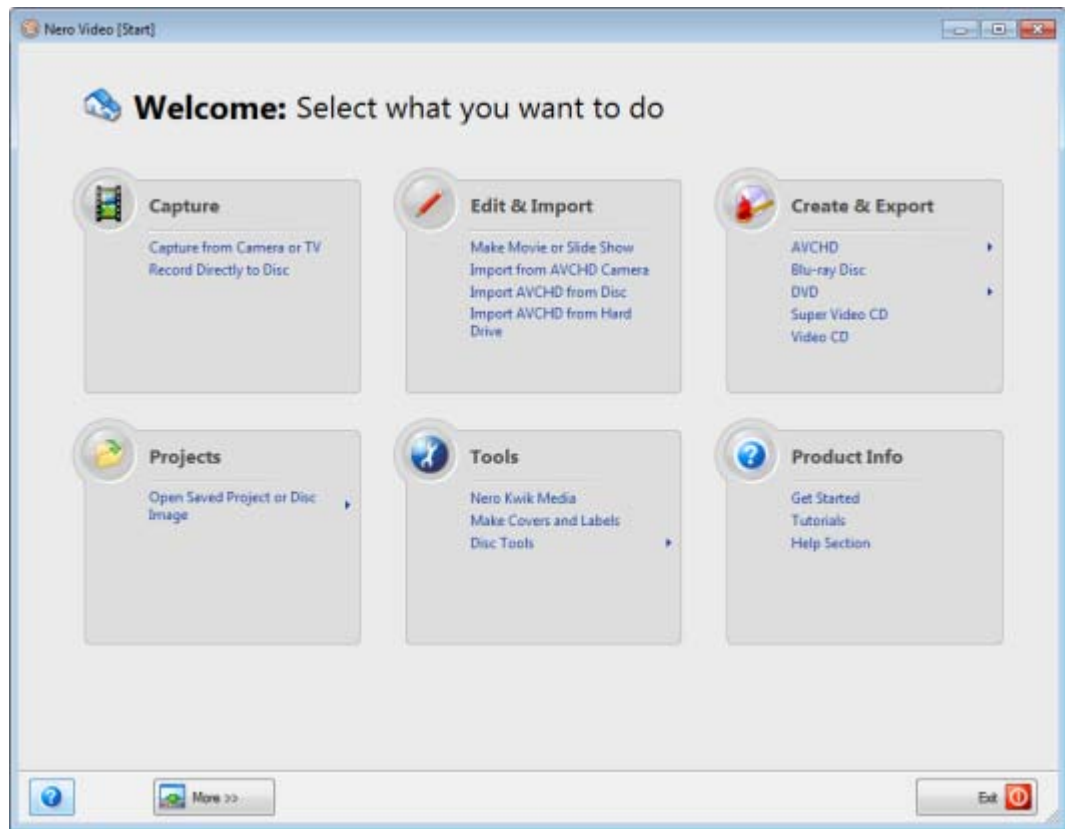 Nero Video [Start]
Welcome: Select what you want to do
Capture
Capture from Camera or TV
Record Directly to Disc
Edit & Import
Make Movie or Slide Show
Import from AVCHD Camera
Import AVCHD from Disc
Import AVCHD from Hard
Drive
Create & Export
AVCHD
Blu-ray Disc
DVD
Super Video CD
Video CD
Projects
Open Saved Project or Disc
Image
Tools
Nero Kwik Media
Make Covers and Labels
Disc Tools
Product Info
Get Started
Tutorials
Help Section
More >>
Exit